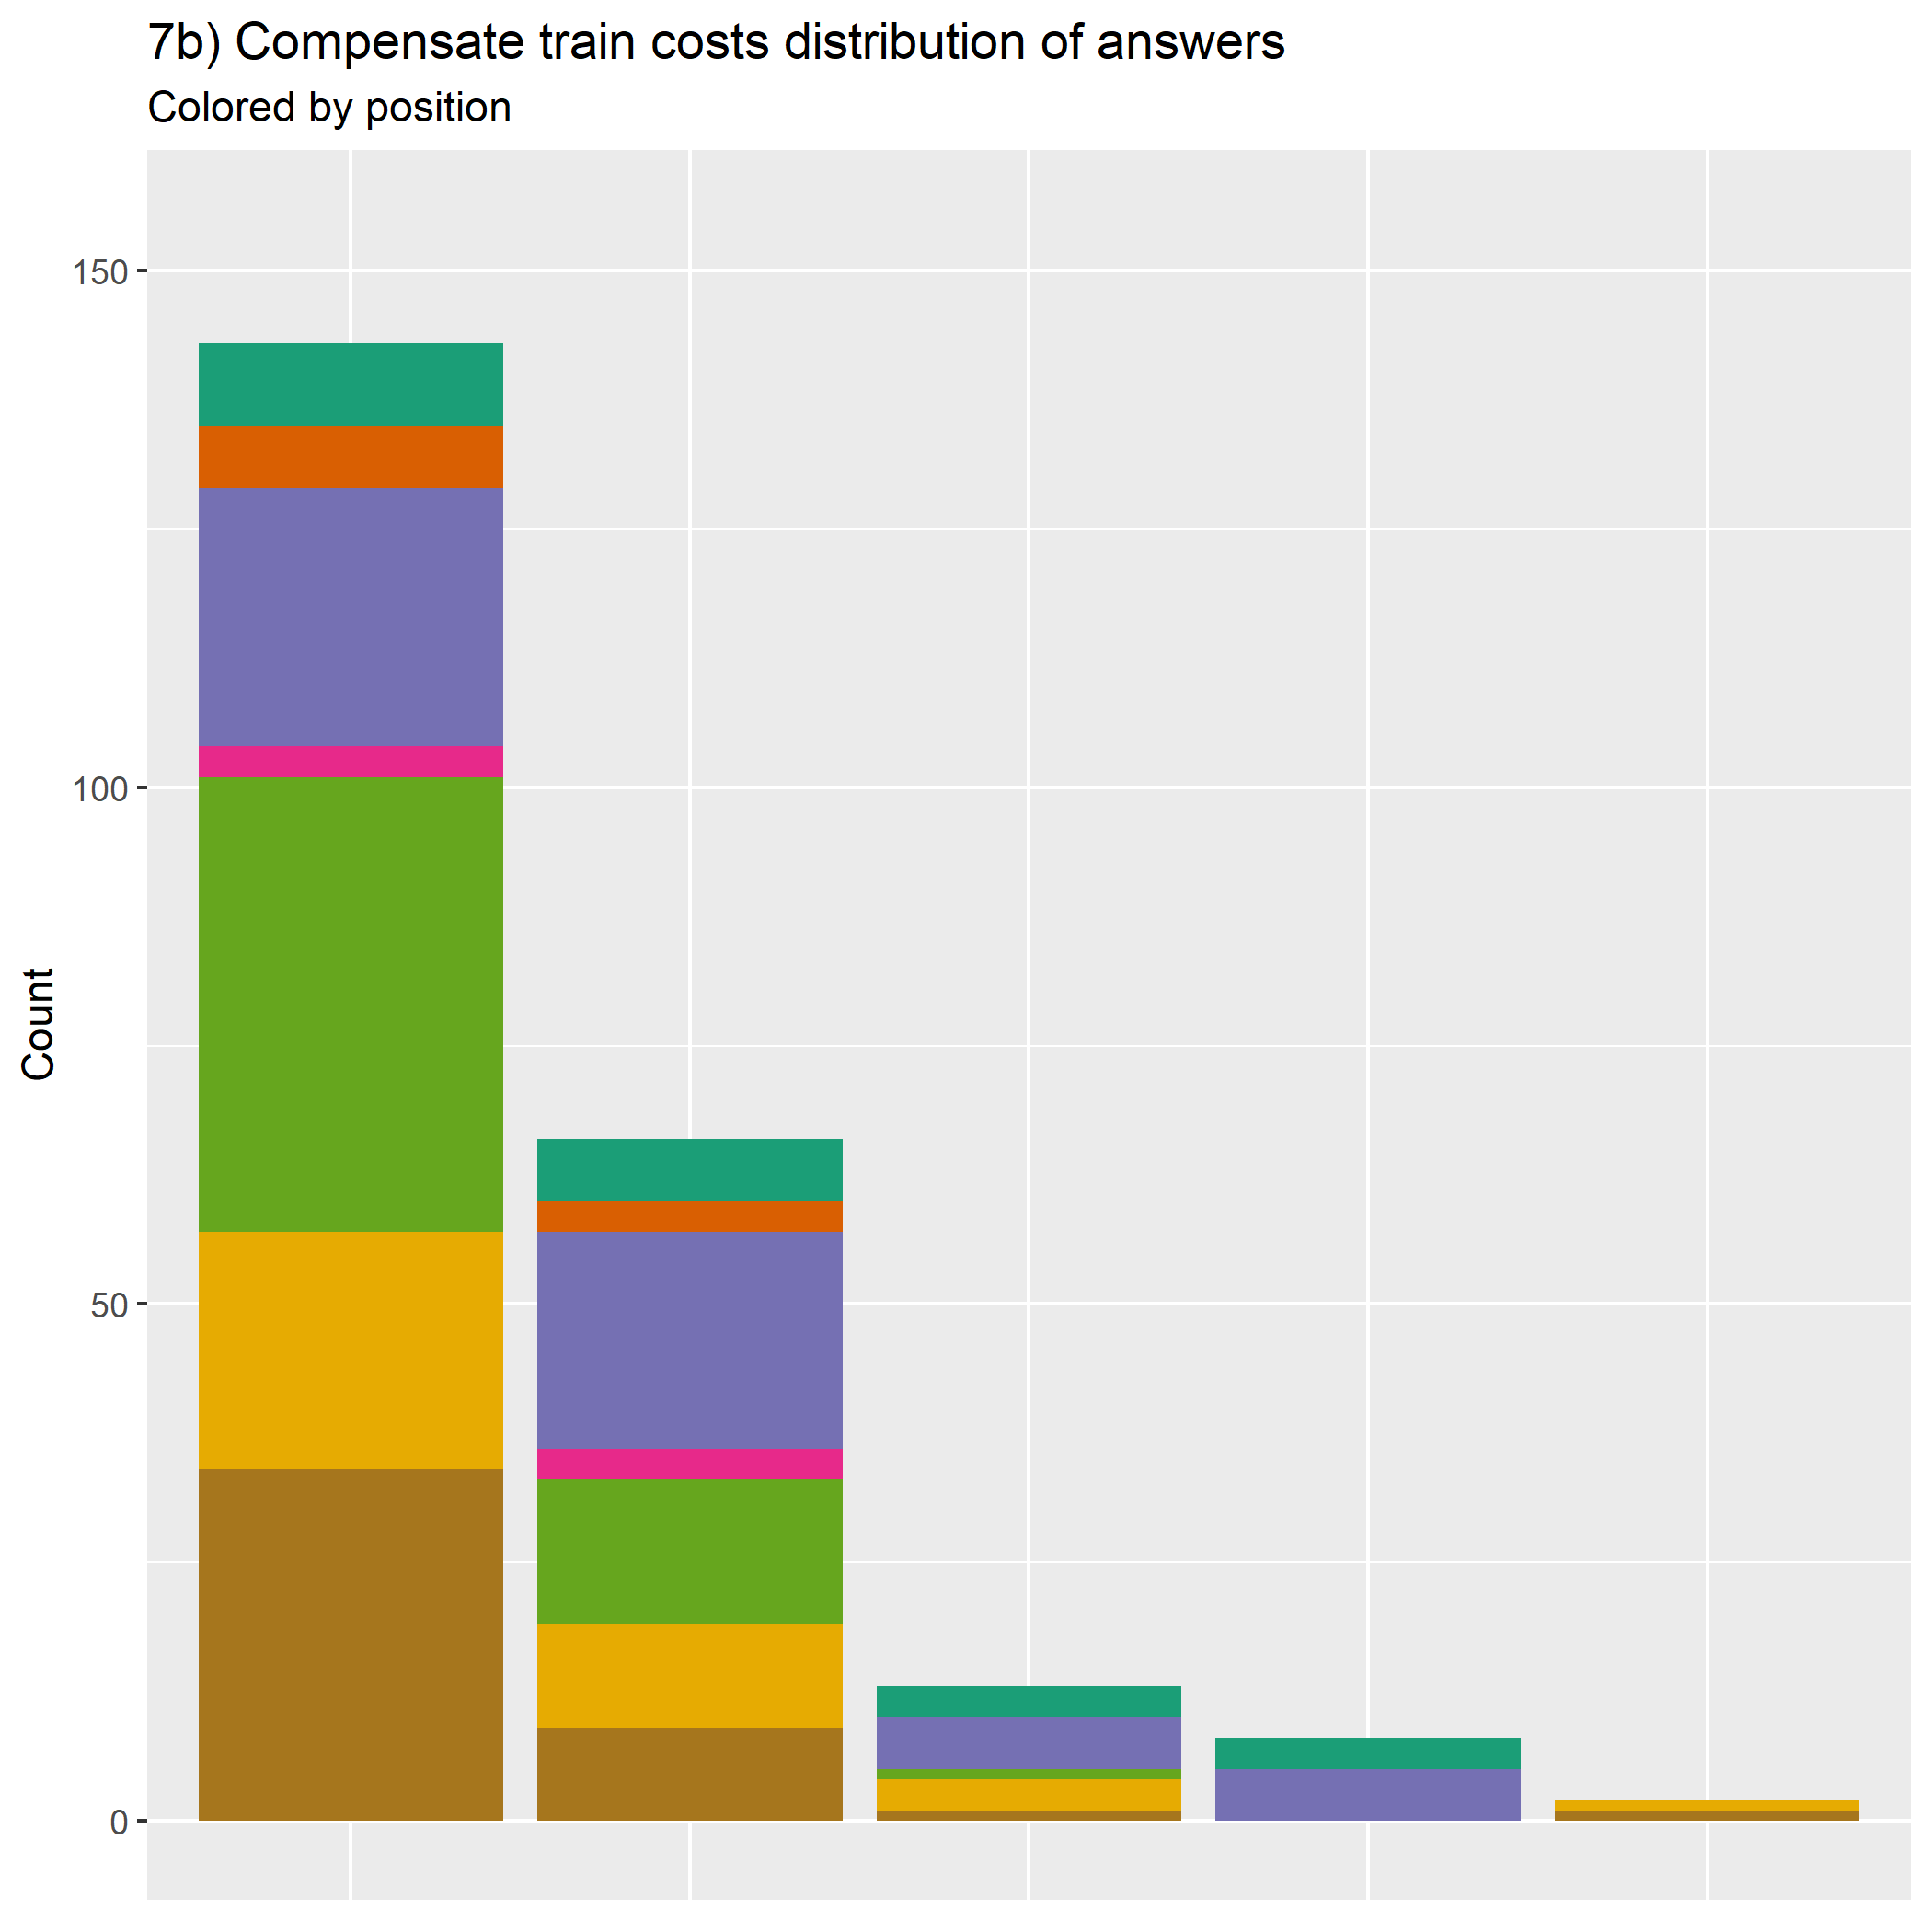 7b) Compensate train costs distribution of answers
Colored by position
150
100
50
0
Count